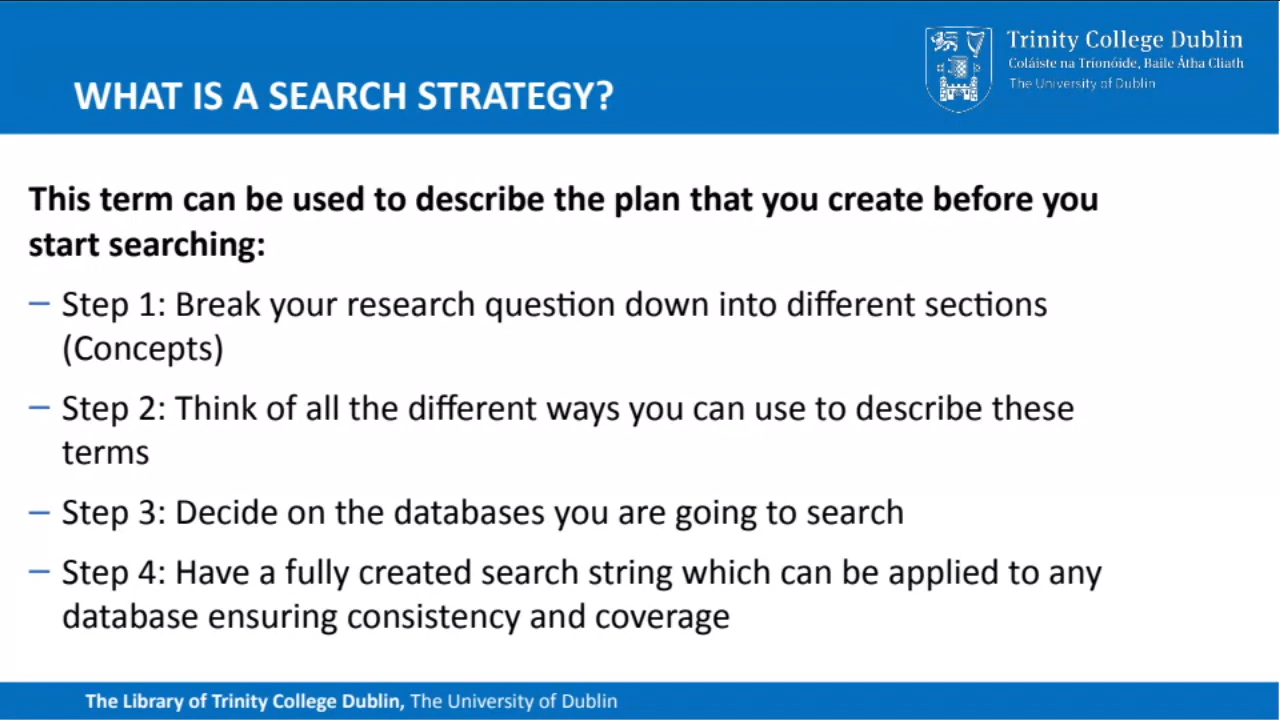 Trinity College Dublin
Coláiste na Tríonóide, Baile Átha Cliath
The University of Dublin
WHAT IS A SEARCH STRATEGY?
This term can be used to describe the plan that you create before you
start searching:
– Step 1: Break your research question down into different sections
(Concepts)
– Step 2: Think of all the different ways you can use to describe these
terms
– Step 3: Decide on the databases you are going to search
– Step 4: Have a fully created search string which can be applied to any
database ensuring consistency and coverage
The Library of Trinity College Dublin, The University of Dublin